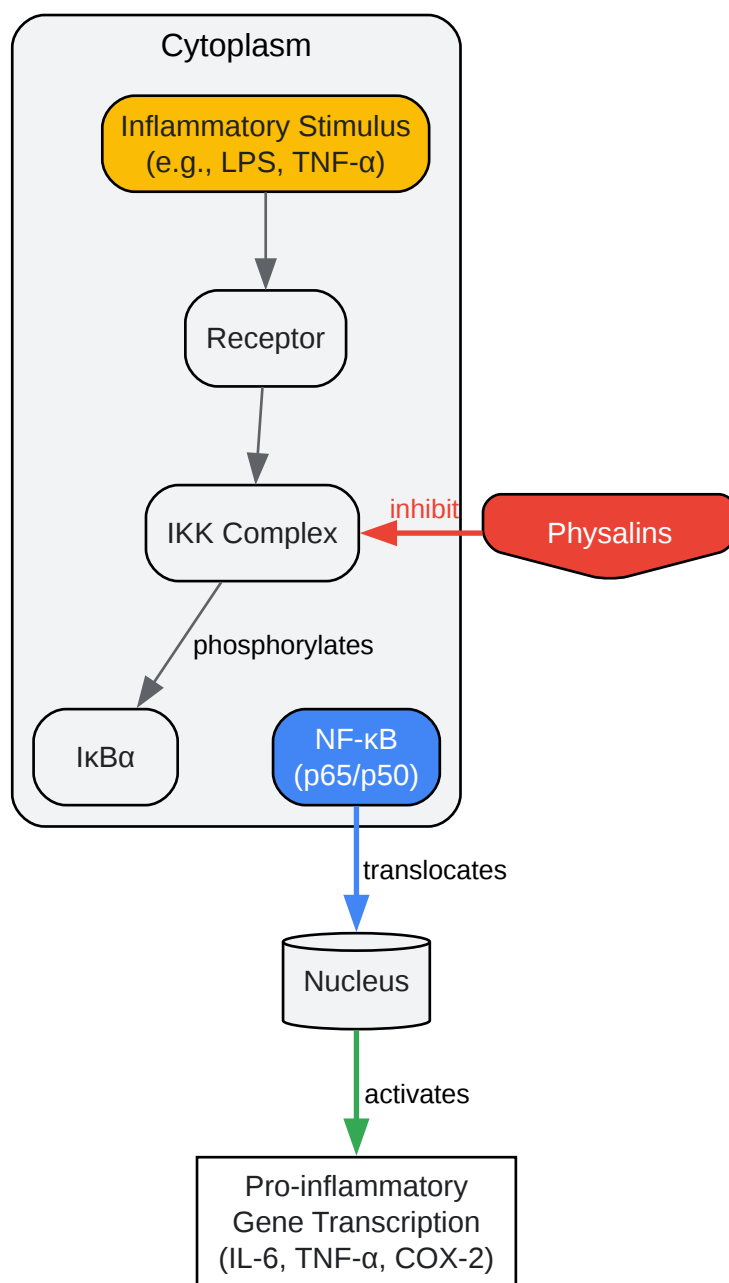 Cytoplasm
Inflammatory Stimulus
(e.g., LPS, TNF-α)
Receptor
inhibit
IKK Complex
Physalins
phosphorylates
IκBα
NF-κB
(p65/p50)
translocates
Nucleus
activates
Pro-inflammatory
Gene Transcription
(IL-6, TNF-α, COX-2)